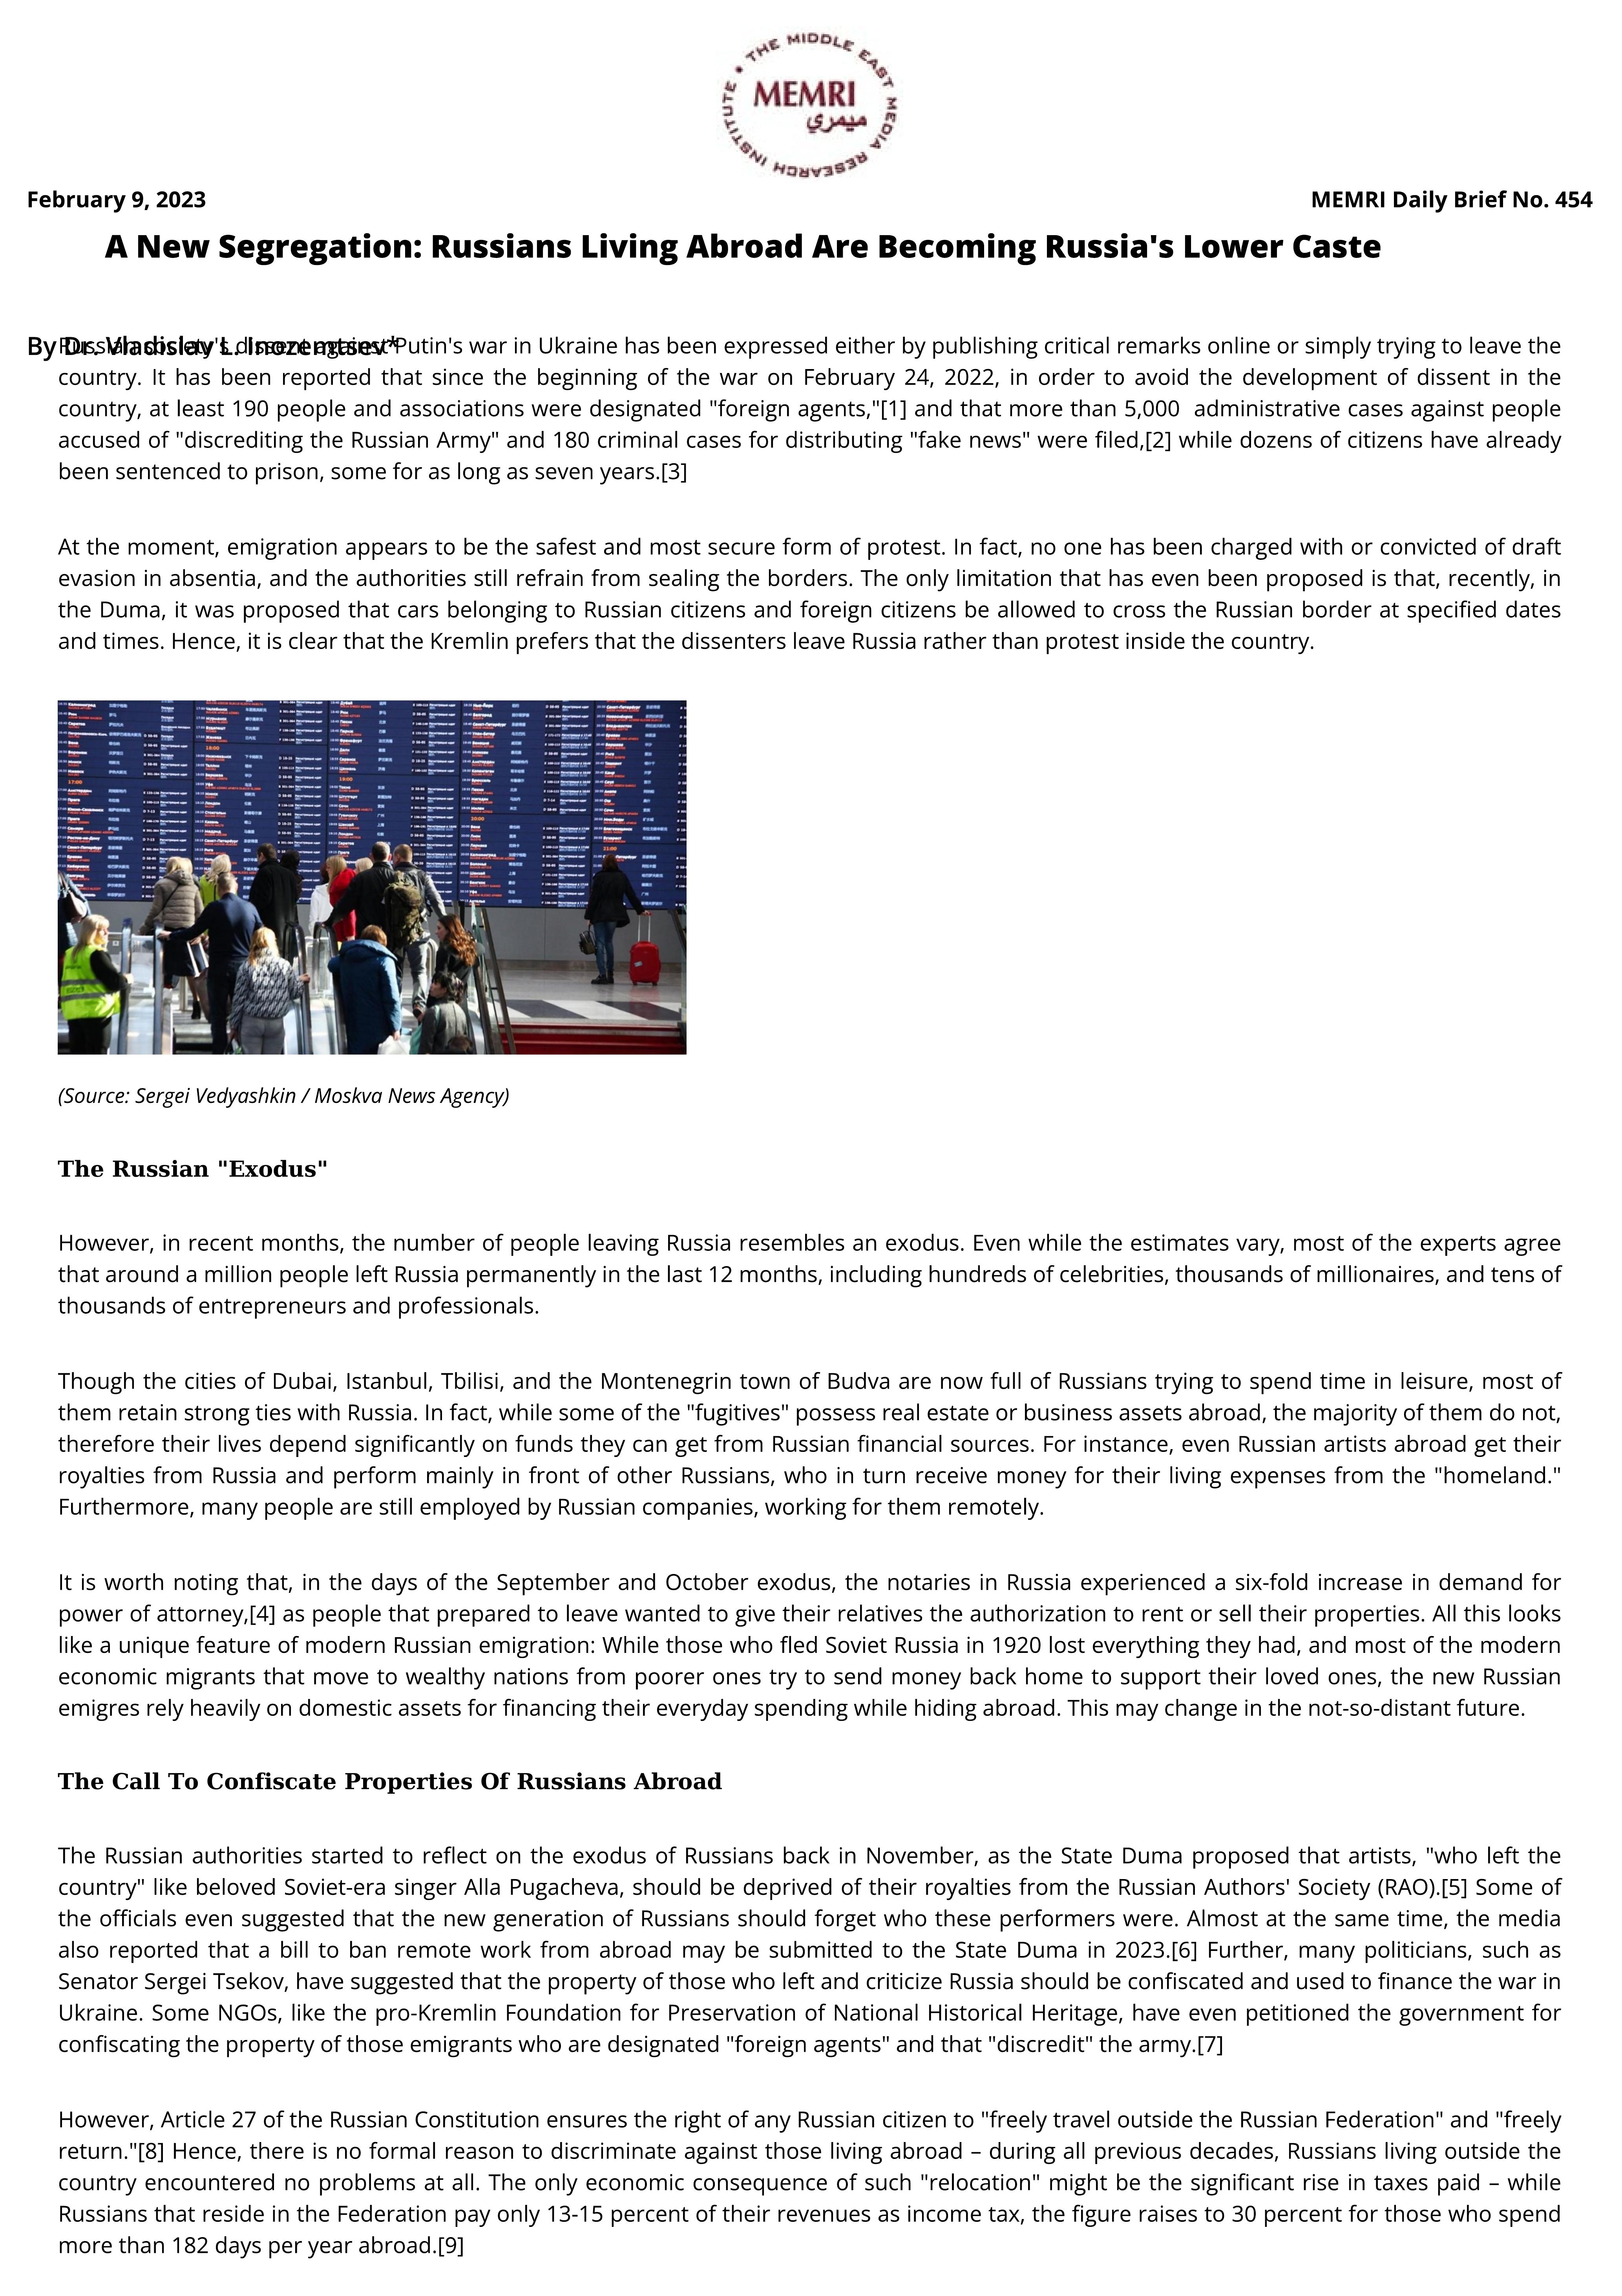 THE MIDDLE EAST MEDIA RESEARCH INSTITUTE
MEMRI
ميمري
February 9, 2023
MEMRI Daily Brief No. 454
A New Segregation: Russians Living Abroad Are Becoming Russia's Lower Caste
By Dr. Vladislav L. Inozemtsev*
Russian society's dissent against Putin's war in Ukraine has been expressed either by publishing critical remarks online or simply trying to leave the
country. It has been reported that since the beginning of the war on February 24, 2022, in order to avoid the development of dissent in the
country, at least 190 people and associations were designated "foreign agents,"[1] and that more than 5,000 administrative cases against people
accused of "discrediting the Russian Army" and 180 criminal cases for distributing "fake news" were filed,[2] while dozens of citizens have already
been sentenced to prison, some for as long as seven years.[3]
At the moment, emigration appears to be the safest and most secure form of protest. In fact, no one has been charged with or convicted of draft
evasion in absentia, and the authorities still refrain from sealing the borders. The only limitation that has even been proposed is that, recently, in
the Duma, it was proposed that cars belonging to Russian citizens and foreign citizens be allowed to cross the Russian border at specified dates
and times. Hence, it is clear that the Kremlin prefers that the dissenters leave Russia rather than protest inside the country.
(Source: Sergei Vedyashkin / Moskva News Agency)
The Russian "Exodus"
However, in recent months, the number of people leaving Russia resembles an exodus. Even while the estimates vary, most of the experts agree
that around a million people left Russia permanently in the last 12 months, including hundreds of celebrities, thousands of millionaires, and tens of
thousands of entrepreneurs and professionals.
Though the cities of Dubai, Istanbul, Tbilisi, and the Montenegrin town of Budva are now full of Russians trying to spend time in leisure, most of
them retain strong ties with Russia. In fact, while some of the "fugitives" possess real estate or business assets abroad, the majority of them do not,
therefore their lives depend significantly on funds they can get from Russian financial sources. For instance, even Russian artists abroad get their
royalties from Russia and perform mainly in front of other Russians, who in turn receive money for their living expenses from the "homeland."
Furthermore, many people are still employed by Russian companies, working for them remotely.
It is worth noting that, in the days of the September and October exodus, the notaries in Russia experienced a six-fold increase in demand for
power of attorney,[4] as people that prepared to leave wanted to give their relatives the authorization to rent or sell their properties. All this looks
like a unique feature of modern Russian emigration: While those who fled Soviet Russia in 1920 lost everything they had, and most of the modern
economic migrants that move to wealthy nations from poorer ones try to send money back home to support their loved ones, the new Russian
emigres rely heavily on domestic assets for financing their everyday spending while hiding abroad. This may change in the not-so-distant future.
The Call To Confiscate Properties Of Russians Abroad
The Russian authorities started to reflect on the exodus of Russians back in November, as the State Duma proposed that artists, "who left the
country" like beloved Soviet-era singer Alla Pugacheva, should be deprived of their royalties from the Russian Authors' Society (RAO).[5] Some of
the officials even suggested that the new generation of Russians should forget who these performers were. Almost at the same time, the media
also reported that a bill to ban remote work from abroad may be submitted to the State Duma in 2023.[6] Further, many politicians, such as
Senator Sergei Tsekov, have suggested that the property of those who left and criticize Russia should be confiscated and used to finance the war in
Ukraine. Some NGOs, like the pro-Kremlin Foundation for Preservation of National Historical Heritage, have even petitioned the government for
confiscating the property of those emigrants who are designated "foreign agents" and that "discredit" the army.[7]
However, Article 27 of the Russian Constitution ensures the right of any Russian citizen to "freely travel outside the Russian Federation" and "freely
return."[8] Hence, there is no formal reason to discriminate against those living abroad – during all previous decades, Russians living outside the
country encountered no problems at all. The only economic consequence of such "relocation" might be the significant rise in taxes paid – while
Russians that reside in the Federation pay only 13-15 percent of their revenues as income tax, the figure raises to 30 percent for those who spend
more than 182 days per year abroad.[9]